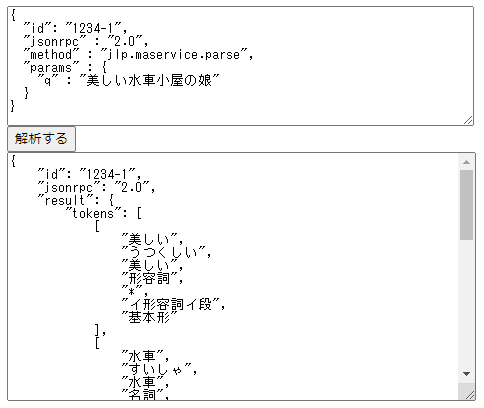 {
  "id": "1234-1",
  "jsonrpc" : "2.0",
  "method" : "jlp.maservice.parse",
  "params" : {
    "q" : "美しい水車小屋の娘"
  }
}
解析する
{
    "id": "1234-1",
    "jsonrpc": "2.0",
    "result": {
        "tokens": [
            [
                "美しい",
                "うつくしい",
                "美しい",
                "形容詞",
                "*",
                "イ形容詞イ段",
                "基本形"
            ],
            [
                "水車",
                "すいしゃ",
                "水車",
                "名詞",